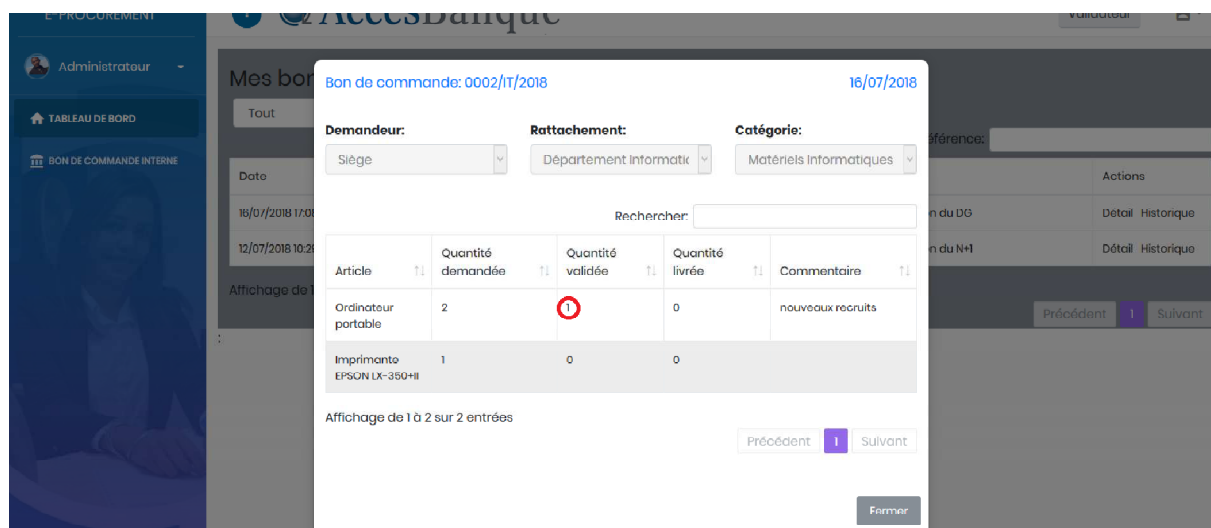 E-PROCUREMENT
AccèsBanque
Validateur
Administrateur
TABLEAU DE BORD
BON DE COMMANDE INTERNE
Mes bon
Tout
éférence:
Date
Actions
16/07/2018 17:01
n du DG
Détail Historique
12/07/2018 10:29
n du N+1
Détail Historique
Affichage de 1
Précédent 1 Suivant
:
Bon de commande: 0002/IT/2018
16/07/2018
Demandeur: Rattachement: Catégorie:
Siège Département Informatic Matériels Informatiques
Rechercher:
Article Quantité demandée Quantité validée Quantité livrée Commentaire
Ordinateur portable 2 1 0 nouveaux recruits
Imprimante EPSON LX-350+II 1 0 0
Affichage de 1 à 2 sur 2 entrées
Précédent 1 Suivant
Fermer